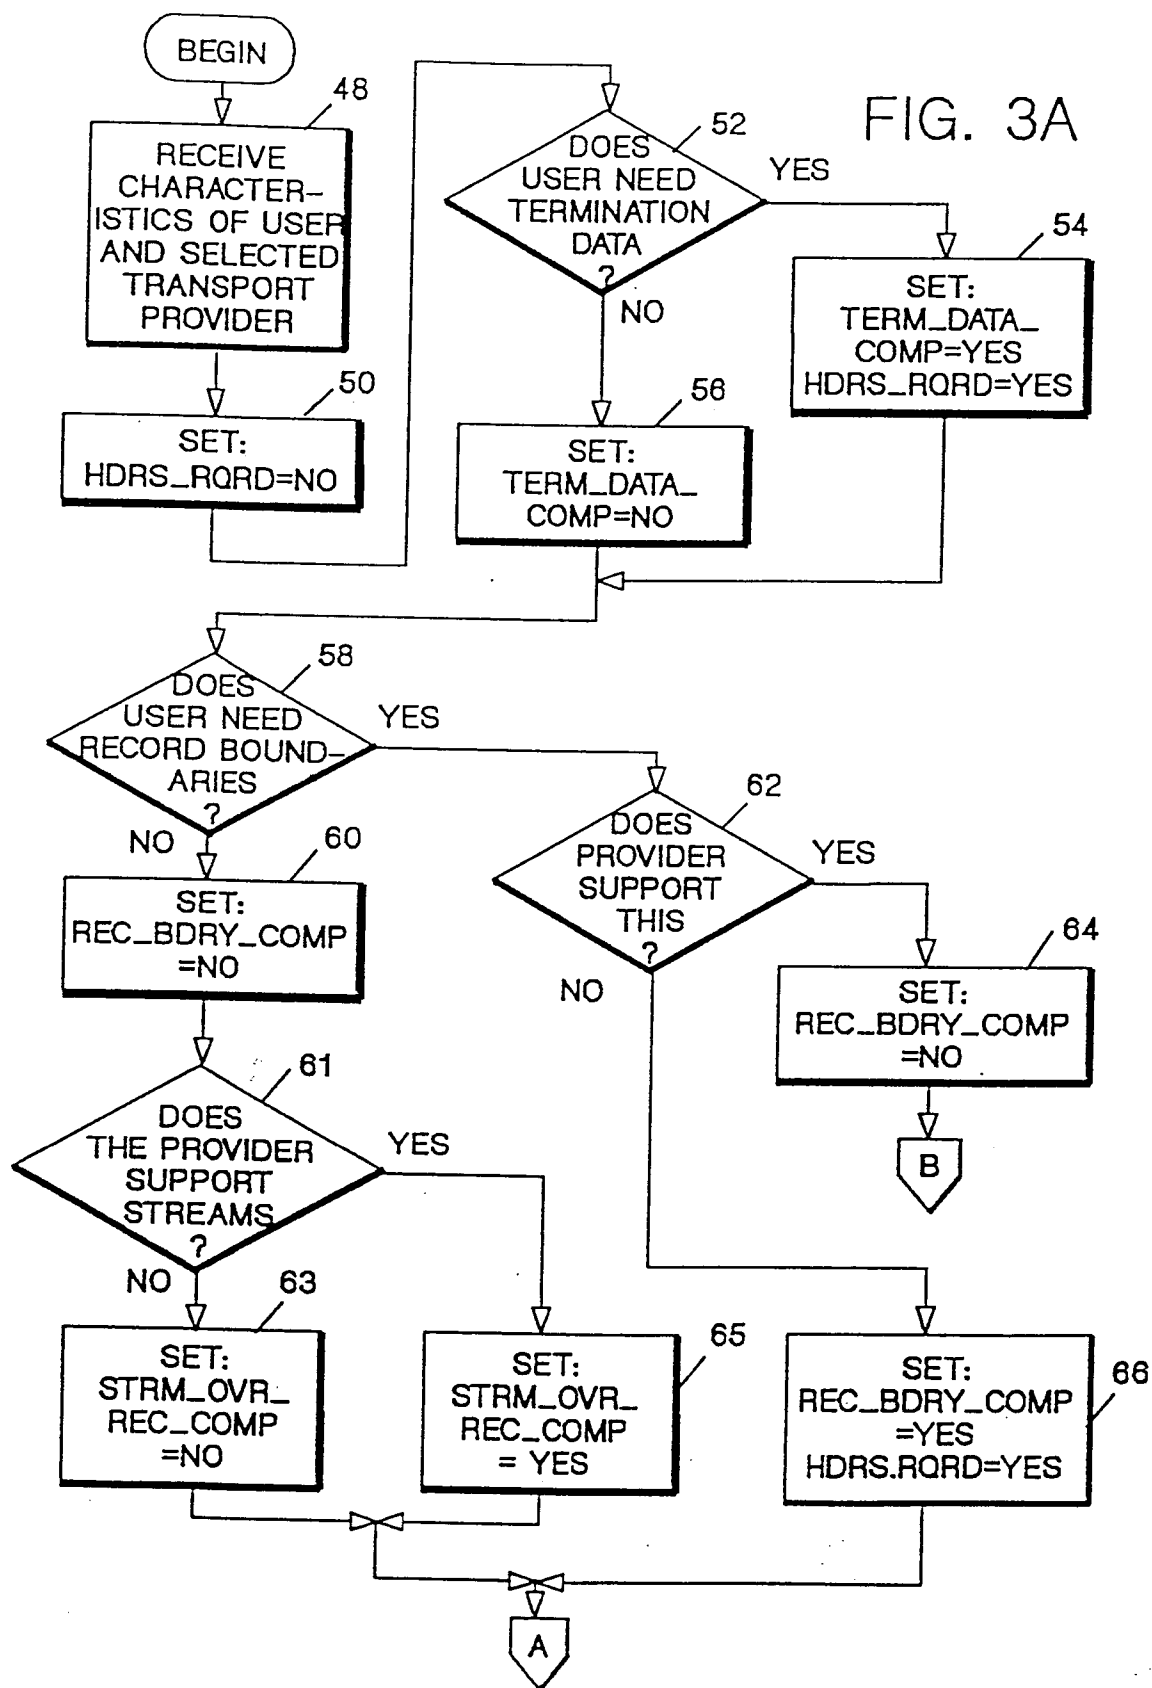 BEGIN
FIG. 3A
48
RECEIVE
CHARACTER-
ISTICS OF USER
AND SELECTED
TRANSPORT
PROVIDER
50
SET:
HDRS_RQRD=NO
52
DOES
USER NEED
TERMINATION
DATA
?
YES
NO
54
SET:
TERM_DATA_
COMP=YES
HDRS_RQRD=YES
56
SET:
TERM_DATA_
COMP=NO
58
DOES
USER NEED
RECORD BOUND-
ARIES
?
YES
NO
60
SET:
REC_BDRY_COMP
=NO
62
DOES
PROVIDER
SUPPORT
THIS
?
YES
NO
64
SET:
REC_BDRY_COMP
=NO
B
61
DOES
THE PROVIDER
SUPPORT
STREAMS
?
YES
NO
63
SET:
STRM_OVR_
REC_COMP
=NO
65
SET:
STRM_OVR_
REC_COMP
= YES
66
SET:
REC_BDRY_COMP
=YES
HDRS.RQRD=YES
A